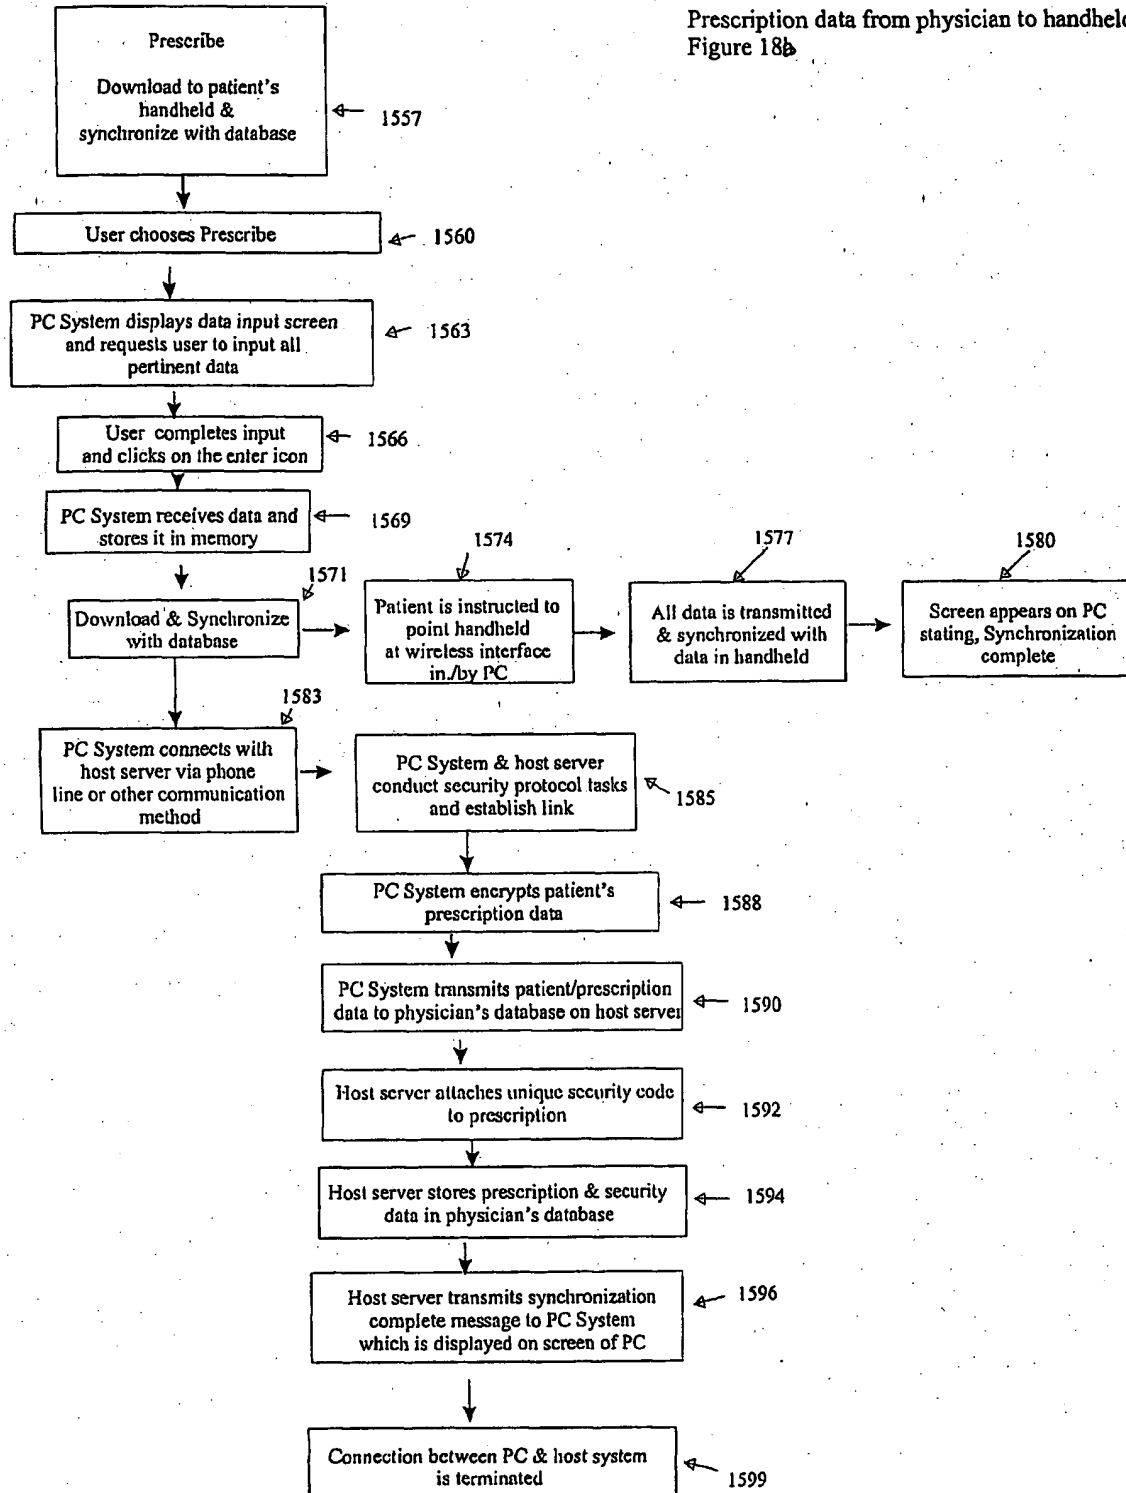 Prescription data from physician to handheld
Figure 18b
Prescribe
Download to patient's
handheld &
synchronize with database
1557
User chooses Prescribe
1560
PC System displays data input screen
and requests user to input all
pertinent data
1563
User completes input
and clicks on the enter icon
1566
PC System receives data and
stores it in memory
1569
1571
Download & Synchronize
with database
1574
Patient is instructed to
point handheld
at wireless interface
in./by PC
1577
All data is transmitted
& synchronized with
data in handheld
1580
Screen appears on PC
stating, Synchronization
complete
1583
PC System connects with
host server via phone
line or other communication
method
PC System & host server
conduct security protocol tasks
and establish link
1585
PC System encrypts patient's
prescription data
1588
PC System transmits patient/prescription
data to physician's database on host server
1590
Host server attaches unique security code
to prescription
1592
Host server stores prescription & security
data in physician's database
1594
Host server transmits synchronization
complete message to PC System
which is displayed on screen of PC
1596
Connection between PC & host system
is terminated
1599